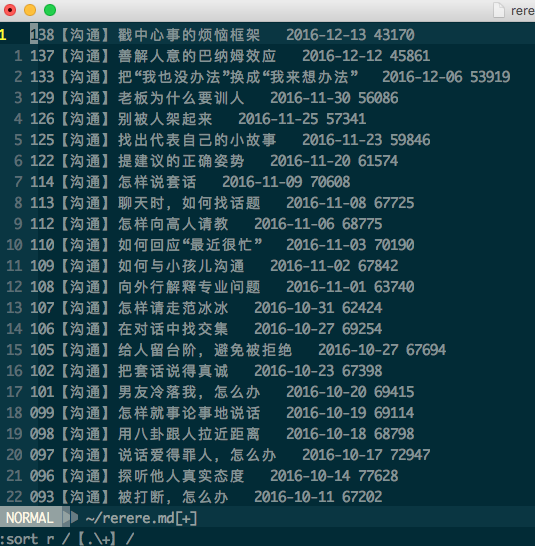 rere
1 138【沟通】戳中心事的烦恼框架 2016-12-13 43170
1 137【沟通】善解人意的巴纳姆效应 2016-12-12 45861
2 133【沟通】把“我也没办法”换成“我来想办法” 2016-12-06 53919
3 129【沟通】老板为什么要训人 2016-11-30 56086
4 126【沟通】别被人架起来 2016-11-25 57341
5 125【沟通】找出代表自己的小故事 2016-11-23 59846
6 122【沟通】提建议的正确姿势 2016-11-20 61574
7 114【沟通】怎样说套话 2016-11-09 70608
8 113【沟通】聊天时，如何找话题 2016-11-08 67725
9 112【沟通】怎样向高人请教 2016-11-06 68775
10 110【沟通】如何回应“最近很忙” 2016-11-03 70190
11 109【沟通】如何与小孩儿沟通 2016-11-02 67842
12 108【沟通】向外行解释专业问题 2016-11-01 63740
13 107【沟通】怎样请走范冰冰 2016-10-31 62424
14 106【沟通】在对话中找交集 2016-10-27 69254
15 105【沟通】给人留台阶，避免被拒绝 2016-10-27 67694
16 102【沟通】把套话说得真诚 2016-10-23 67398
17 101【沟通】男友冷落我，怎么办 2016-10-20 69415
18 099【沟通】怎样就事论事地说话 2016-10-19 69114
19 098【沟通】用八卦跟人拉近距离 2016-10-18 68798
20 097【沟通】说话爱得罪人，怎么办 2016-10-17 72947
21 096【沟通】探听他人真实态度 2016-10-14 77628
22 093【沟通】被打断，怎么办 2016-10-11 67202
NORMAL ~/rerere.md[+]
:sort r /【.\+】/